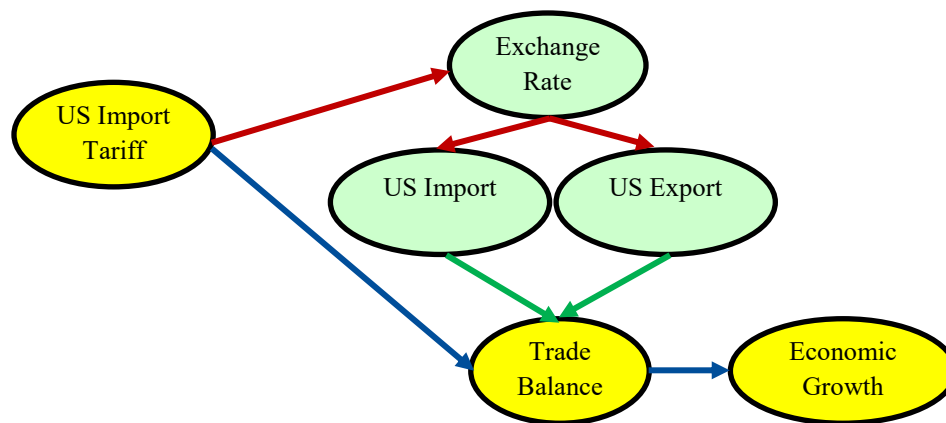 Exchange
Rate
US Import
Tariff
US Import
US Export
Trade
Balance
Economic
Growth